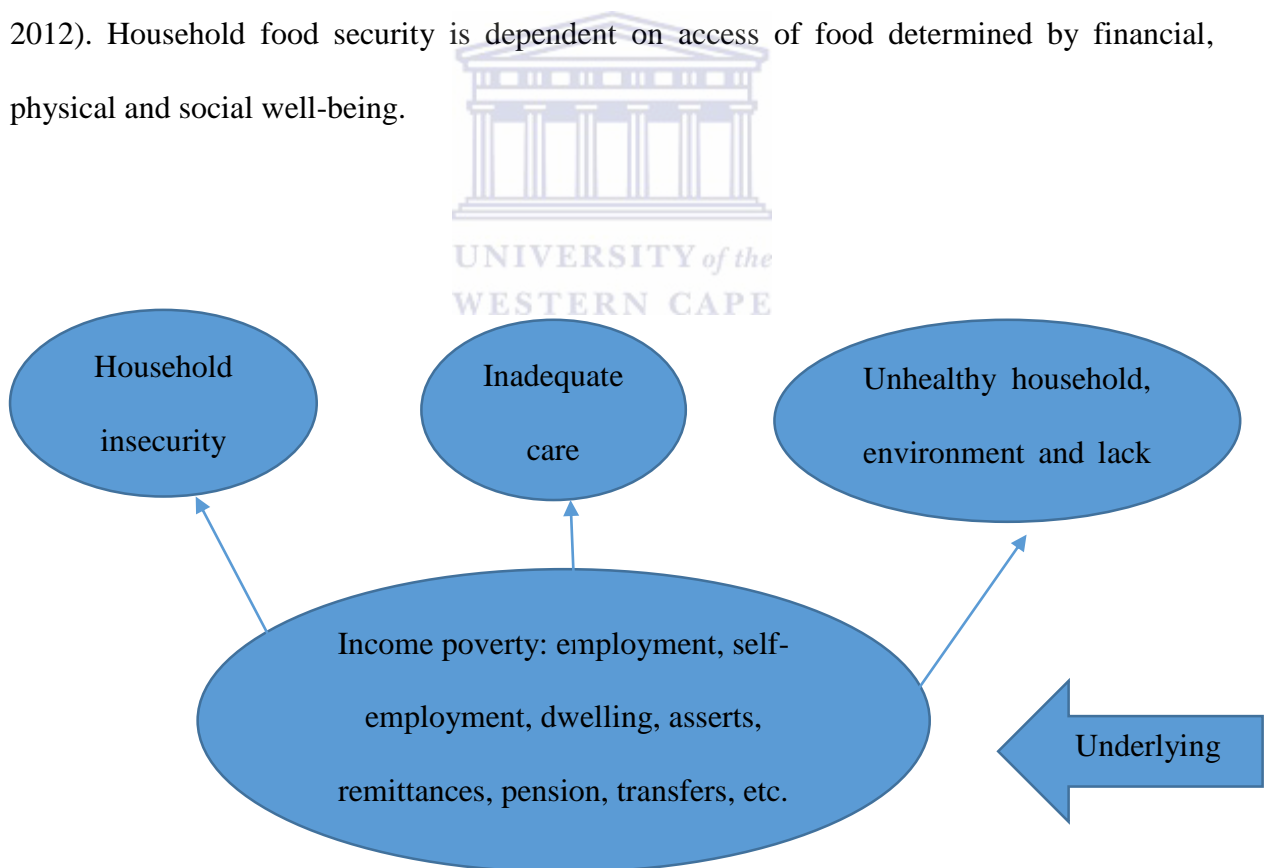 2012). Household food security is dependent on access of food determined by financial,
physical and social well-being.
UNIVERSITY of the
WESTERN CAPE
Household
insecurity
Inadequate
care
Unhealthy household,
environment and lack
Income poverty: employment, self-
employment, dwelling, asserts,
remittances, pension, transfers, etc.
Underlying